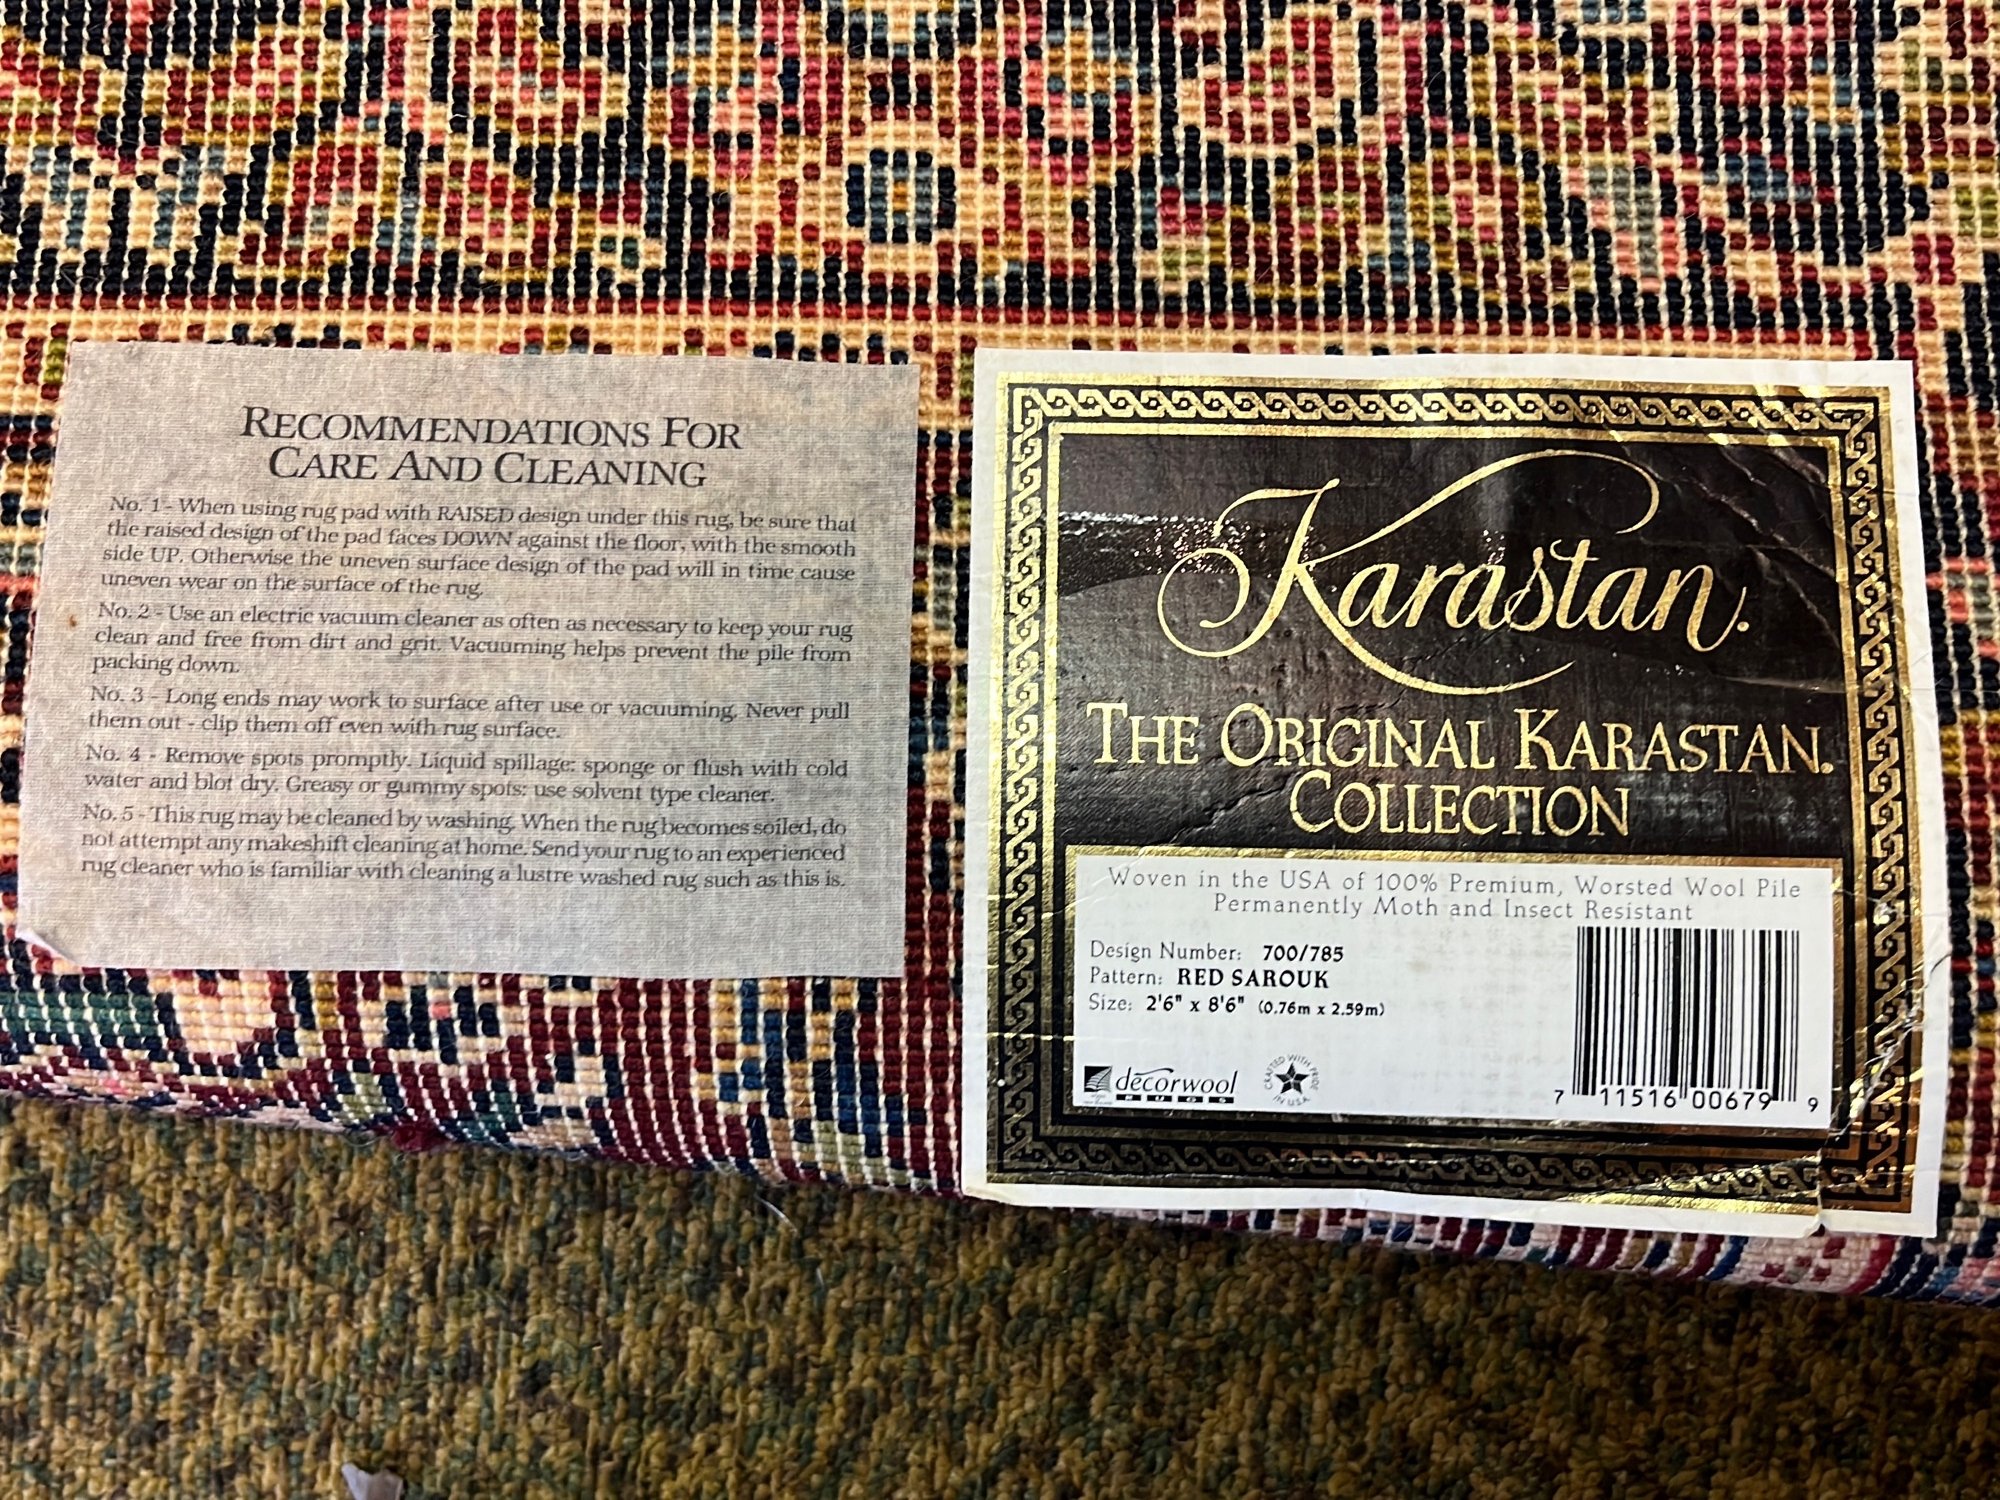 RECOMMENDATIONS FOR
CARE AND CLEANING
No. 1 - When using rug pad with RAISED design under this rug, be sure that
the raised design of the pad faces DOWN against the floor, with the smooth
side UP. Otherwise the uneven surface design of the pad will in time cause
uneven wear on the surface of the rug.
No. 2 - Use an electric vacuum cleaner as often as necessary to keep your rug
clean and free from dirt and grit. Vacuuming helps prevent the pile from
packing down.
No. 3 - Long ends may work to surface after use or vacuuming. Never pull
them out - clip them off even with rug surface.
No. 4 - Remove spots promptly. Liquid spillage: sponge or flush with cold
water and blot dry. Greasy or gummy spots: use solvent type cleaner.
No. 5 - This rug may be cleaned by washing. When the rug becomes soiled, do
not attempt any makeshift cleaning at home. Send your rug to an experienced
rug cleaner who is familiar with cleaning a lustre washed rug such as this is.
Karastan.
THE ORIGINAL KARASTAN.
COLLECTION
Woven in the USA of 100% Premium, Worsted Wool Pile
Permanently Moth and Insect Resistant
Design Number: 700/785
Pattern: RED SAROUK
Size: 2'6" x 8'6" (0.76m x 2.59m)
decorwool
RUGS
CRAFTED WITH PRIDE
IN U.S.A.
7 11516 00679 9